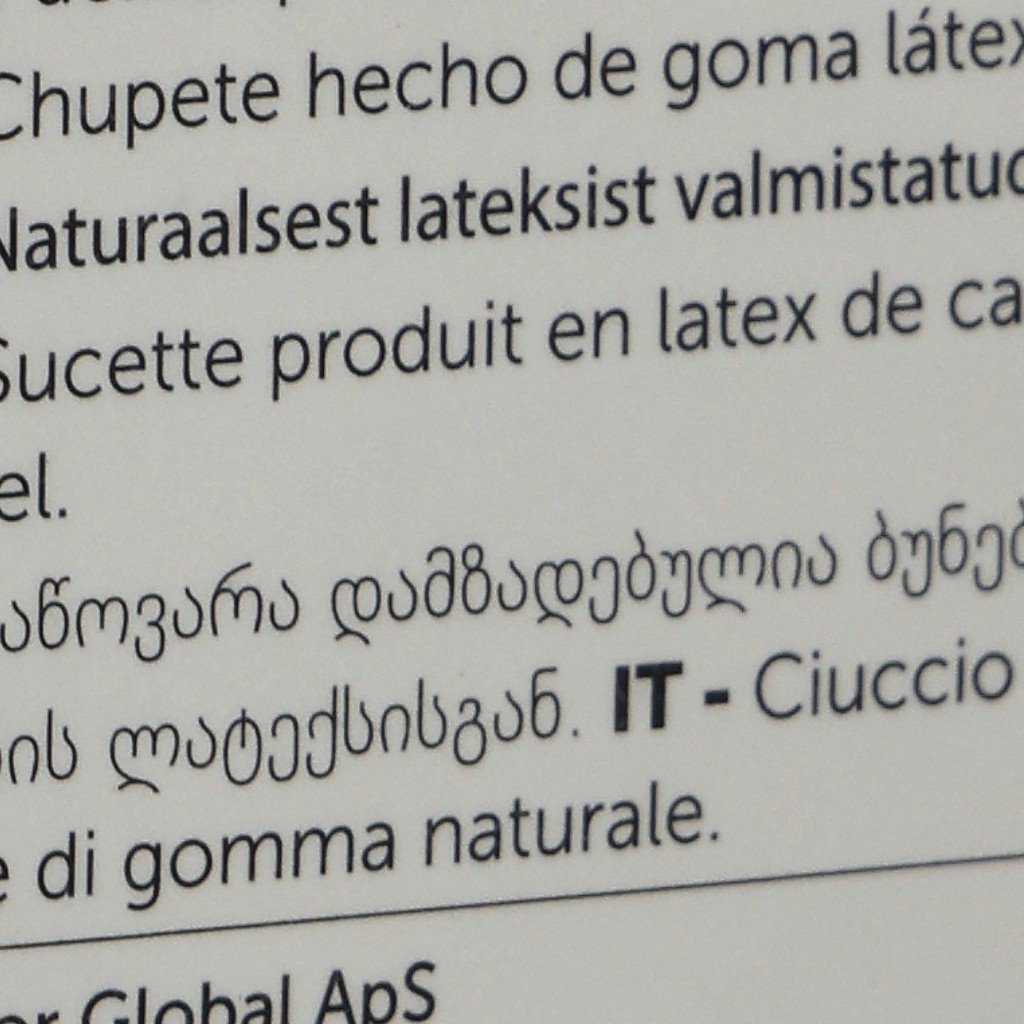 Chupete hecho de goma látex
Naturaalsest lateksist valmistatud
Sucette produit en latex de ca
el.
აწოვარა დამზადებულია ბუნებ
ის ლატექსისგან. IT - Ciuccio
e di gomma naturale.
or Global ApS